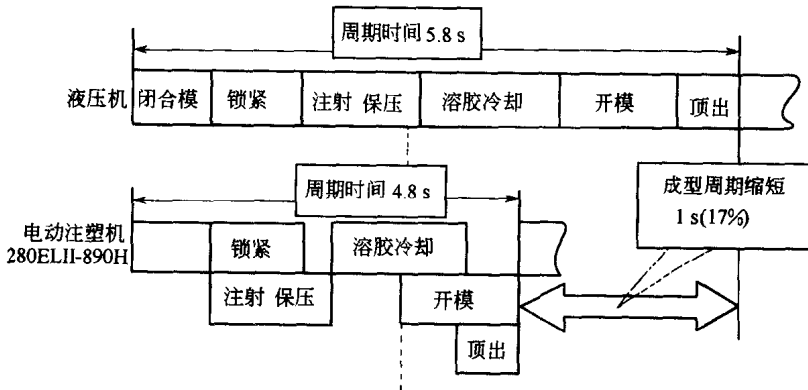 周期时间 5.8 s
液压机
闭合模
锁紧
注射 保压
溶胶冷却
开模
顶出
周期时间 4.8 s
成型周期缩短
1 s(17%)
电动注塑机
280ELII-890H
锁紧
溶胶冷却
注射 保压
开模
顶出